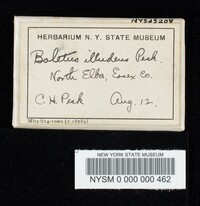 NYSd5208
HERBARIUM N. Y. STATE MUSEUM
Boletus illudens Peck.
North Elba, Essex Co.
C. H. Peck Aug. 12.
NEW YORK STATE MUSEUM
NYSM 0 000 000 462